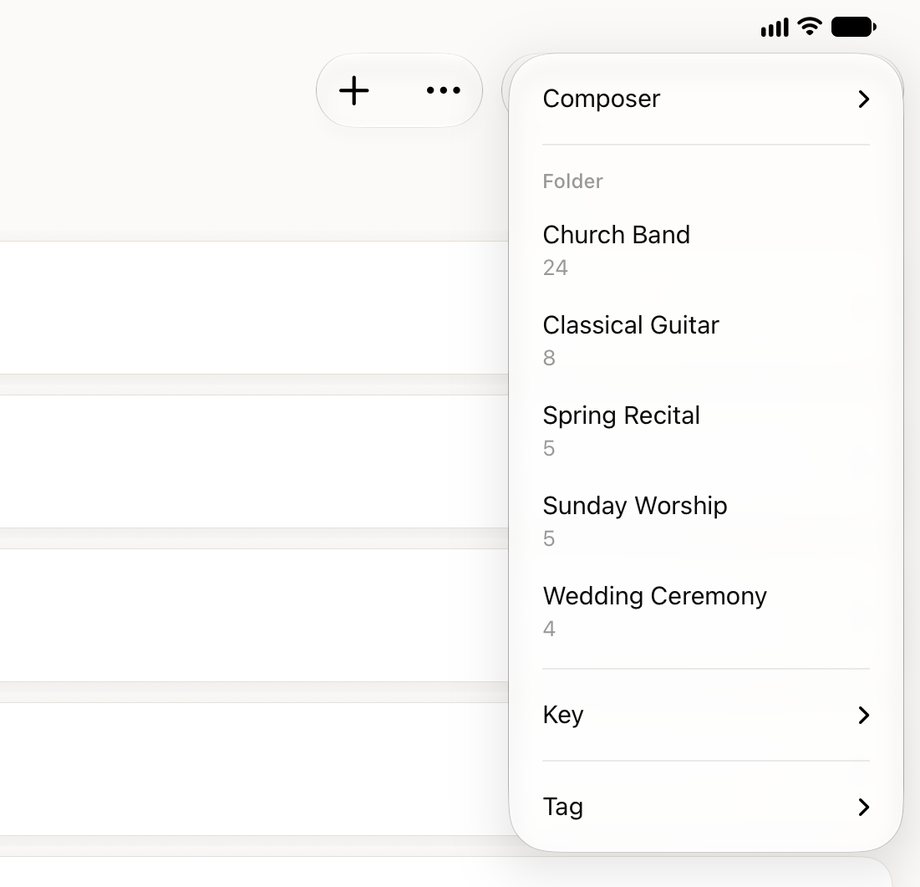 Composer
Folder
Church Band
24
Classical Guitar
8
Spring Recital
5
Sunday Worship
5
Wedding Ceremony
4
Key
Tag